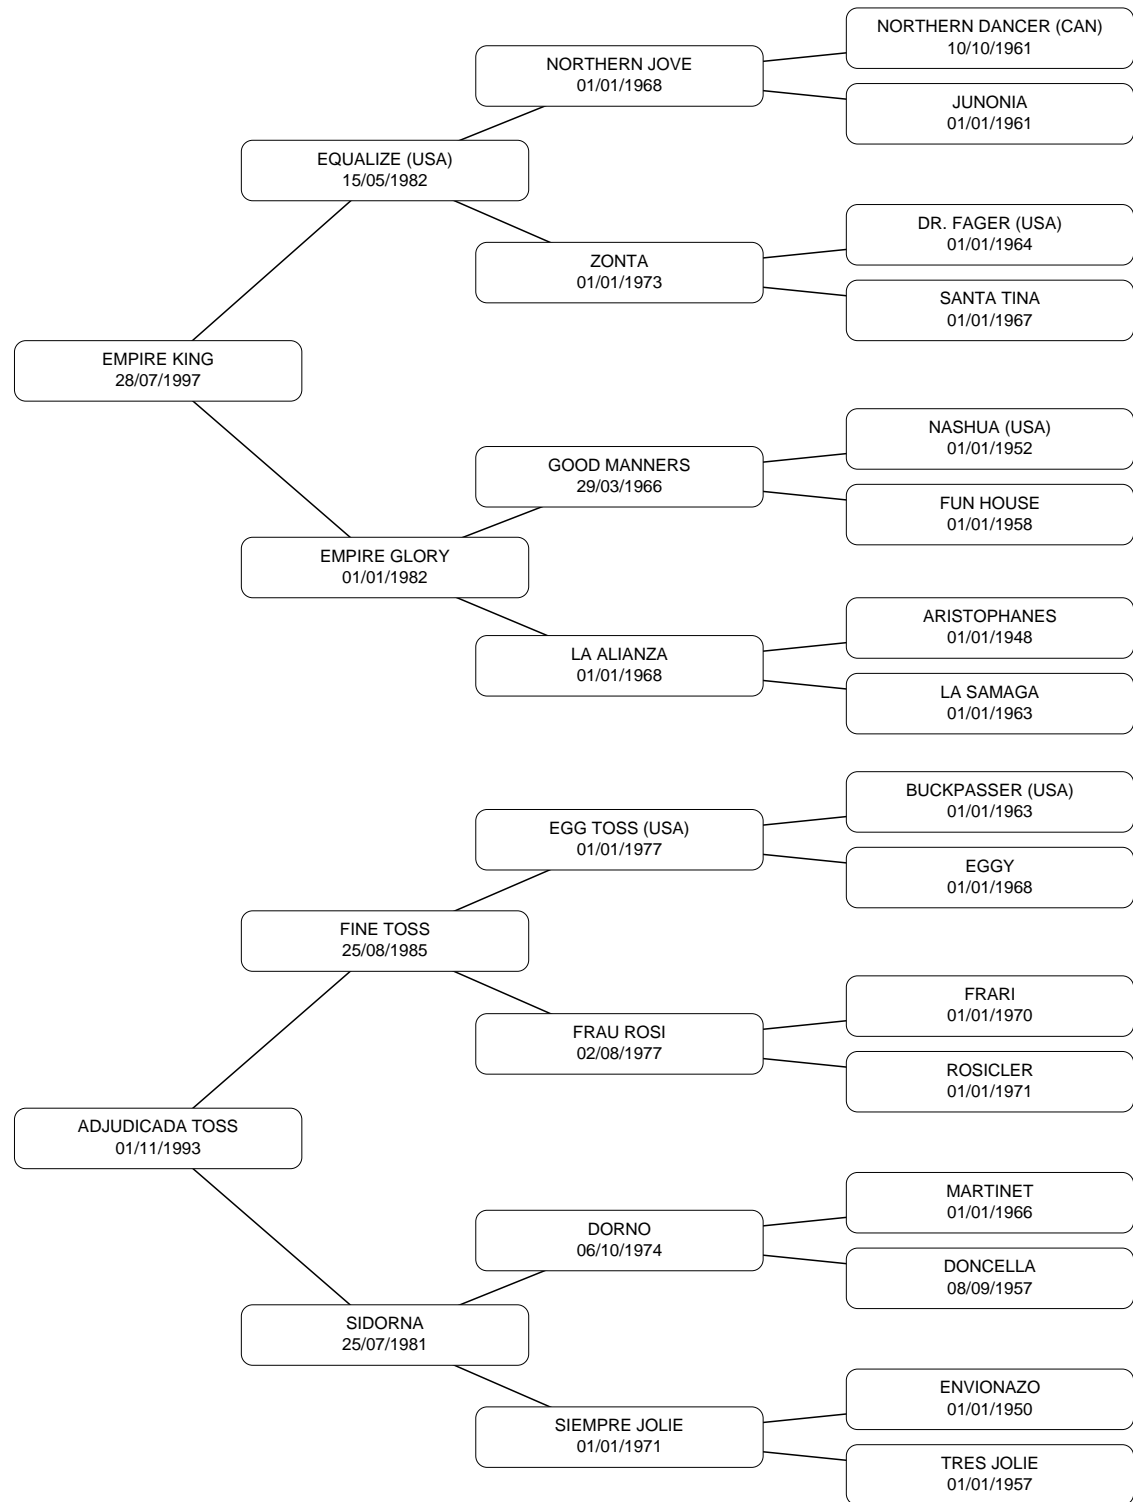 NORTHERN DANCER (CAN)
10/10/1961
NORTHERN JOVE
01/01/1968
JUNONIA
01/01/1961
EQUALIZE (USA)
15/05/1982
DR. FAGER (USA)
01/01/1964
ZONTA
01/01/1973
SANTA TINA
01/01/1967
EMPIRE KING
28/07/1997
NASHUA (USA)
01/01/1952
GOOD MANNERS
29/03/1966
FUN HOUSE
01/01/1958
EMPIRE GLORY
01/01/1982
ARISTOPHANES
01/01/1948
LA ALIANZA
01/01/1968
LA SAMAGA
01/01/1963
BUCKPASSER (USA)
01/01/1963
EGG TOSS (USA)
01/01/1977
EGGY
01/01/1968
FINE TOSS
25/08/1985
FRARI
01/01/1970
FRAU ROSI
02/08/1977
ROSICLER
01/01/1971
ADJUDICADA TOSS
01/11/1993
MARTINET
01/01/1966
DORNO
06/10/1974
DONCELLA
08/09/1957
SIDORNA
25/07/1981
ENVIONAZO
01/01/1950
SIEMPRE JOLIE
01/01/1971
TRES JOLIE
01/01/1957